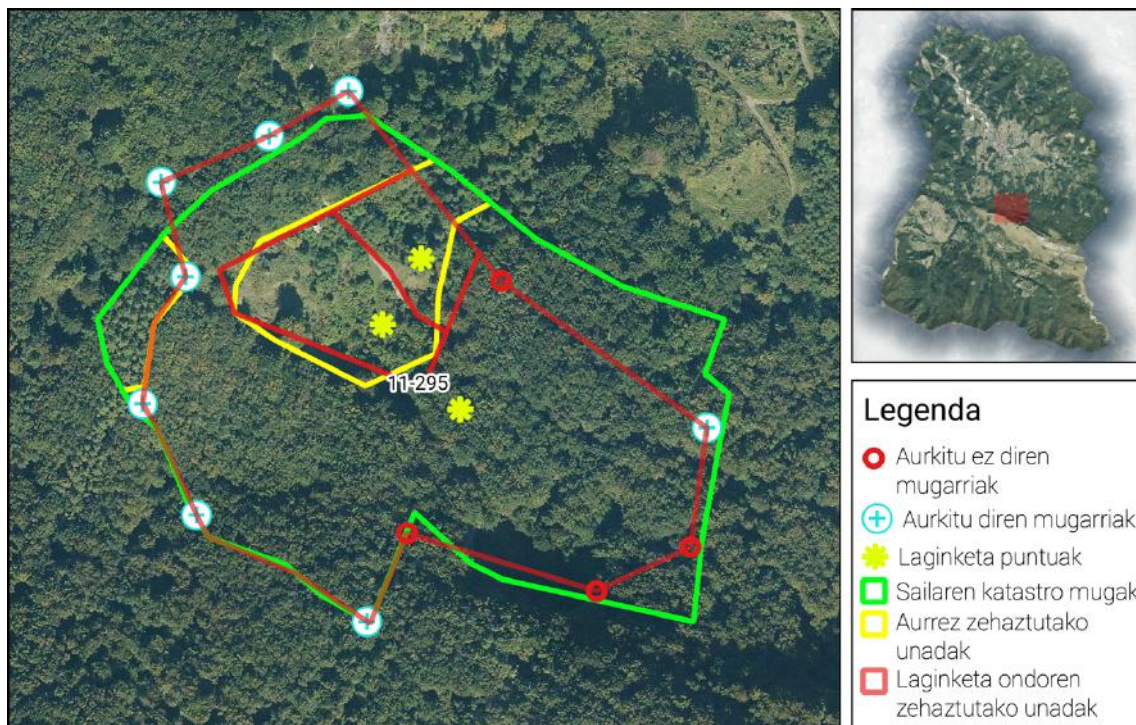 11-295
Legenda
Aurkitu ez diren
mugarriak
Aurkitu diren mugarriak
Laginketa puntuak
Sailaren katastro mugak
Aurrez zehaztutako
unadak
Laginketa ondoren
zehaztutako unadak